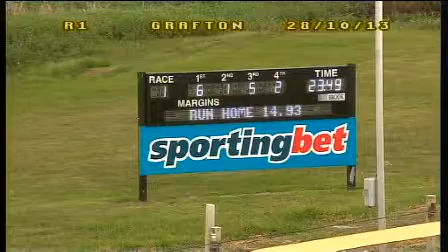 R1 GRAFTON 28/10/13
RACE 1ST 2ND 3RD 4TH TIME
1 6 1 5 2 23.49
MARGINS
RUN HOME 14.93
sportingbet